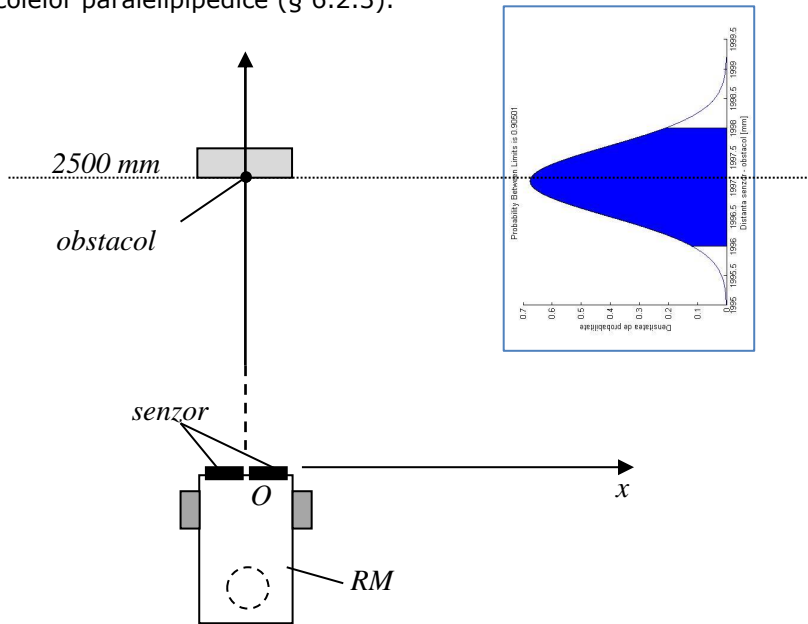 colelor paralelipipedice (§ 6.2.3).
2500 mm
obstacol
senzor
O
x
RM
Probability Between Limits is 0.90501
0.7
0.6
0.5
0.4
0.3
0.2
0.1
0
Densitatea de probabilitate
1995
1995.5
1996
1996.5
1997
1997.5
1998
1998.5
1999
1999.5
Distanta senzor - obstacol [mm]